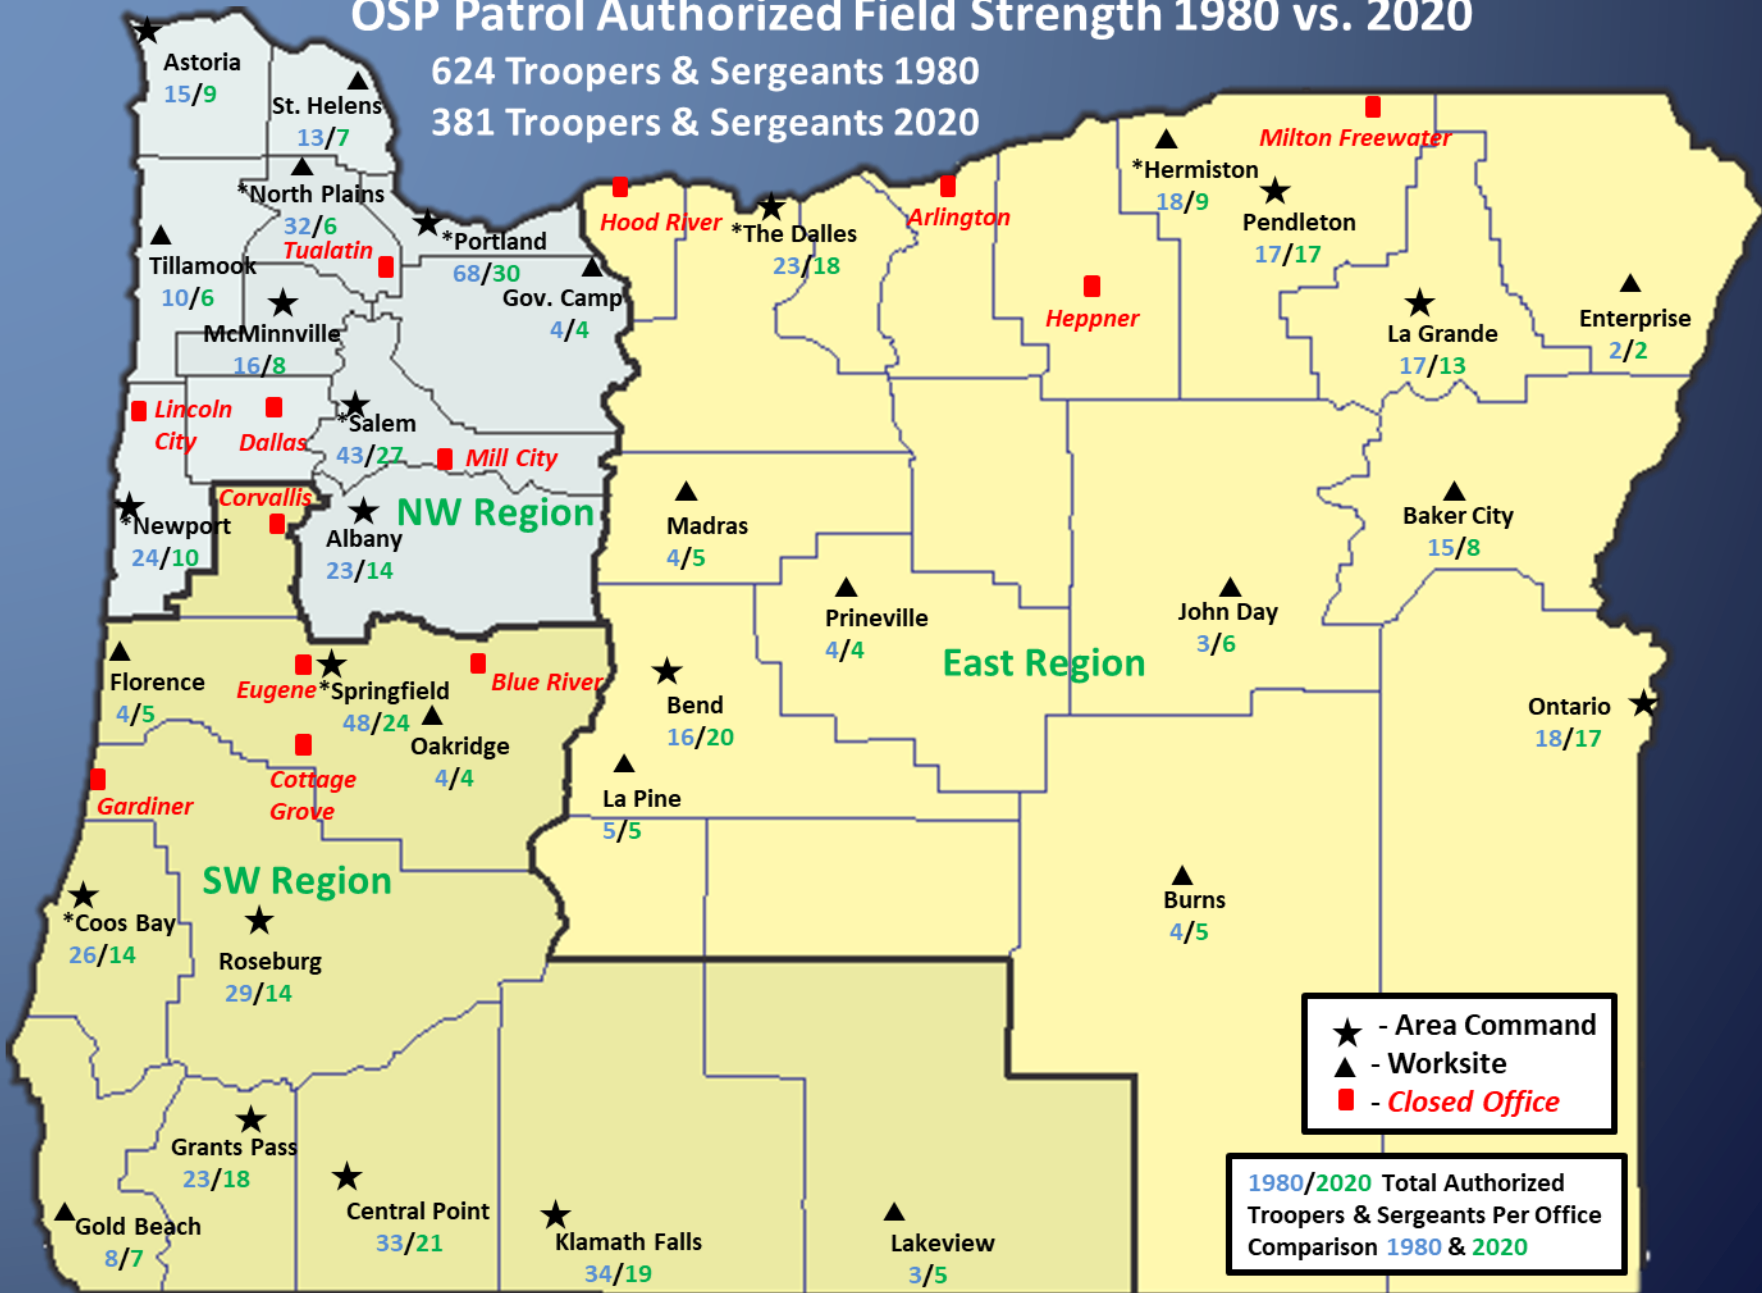 OSP Patrol Authorized Field Strength 1980 vs. 2020
624 Troopers & Sergeants 1980
381 Troopers & Sergeants 2020
Astoria
15/9
St. Helens
13/7
*North Plains
32/6
Tualatin
*Portland
68/30
Tillamook
10/6
Gov. Camp
4/4
McMinnville
16/8
Lincoln
City
Dallas
*Salem
43/27
Mill City
Corvallis
NW Region
*Newport
24/10
Albany
23/14
Hood River
*The Dalles
23/18
Arlington
Heppner
*Hermiston
18/9
Milton Freewater
Pendleton
17/17
La Grande
17/13
Enterprise
2/2
Madras
4/5
Baker City
15/8
Prineville
4/4
John Day
3/6
East Region
Bend
16/20
Ontario
18/17
La Pine
5/5
Burns
4/5
Florence
4/5
Eugene
*Springfield
48/24
Blue River
Oakridge
4/4
Cottage
Grove
Gardiner
SW Region
*Coos Bay
26/14
Roseburg
29/14
Grants Pass
23/18
Gold Beach
8/7
Central Point
33/21
Klamath Falls
34/19
Lakeview
3/5
- Area Command
- Worksite
- Closed Office
1980/2020 Total Authorized
Troopers & Sergeants Per Office
Comparison 1980 & 2020